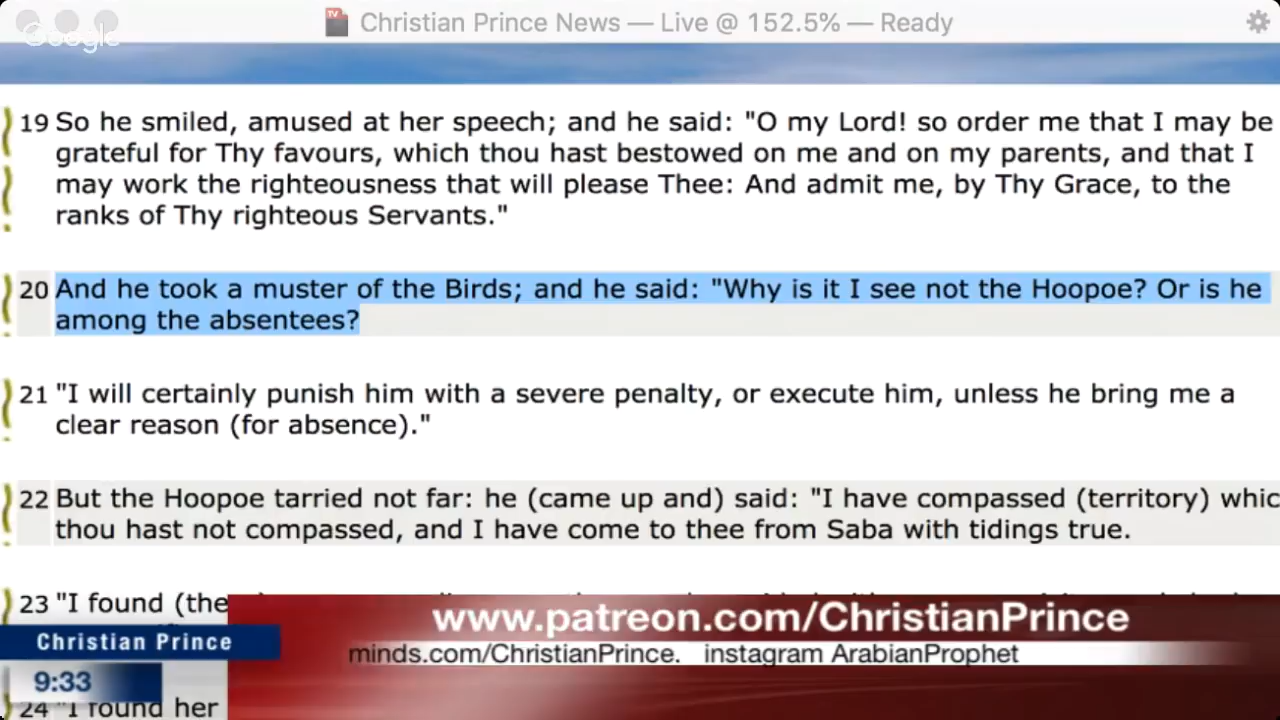 Christian Prince News — Live @ 152.5% — Ready
Google
19 So he smiled, amused at her speech; and he said: "O my Lord! so order me that I may be
grateful for Thy favours, which thou hast bestowed on me and on my parents, and that I
may work the righteousness that will please Thee: And admit me, by Thy Grace, to the
ranks of Thy righteous Servants."
20 And he took a muster of the Birds; and he said: "Why is it I see not the Hoopoe? Or is he
among the absentees?
21 "I will certainly punish him with a severe penalty, or execute him, unless he bring me a
clear reason (for absence)."
22 But the Hoopoe tarried not far: he (came up and) said: "I have compassed (territory) whic
thou hast not compassed, and I have come to thee from Saba with tidings true.
23 "I found (the
www.patreon.com/ChristianPrince
Christian Prince
minds.com/ChristianPrince. instagram ArabianProphet
9:33
24 "I found her